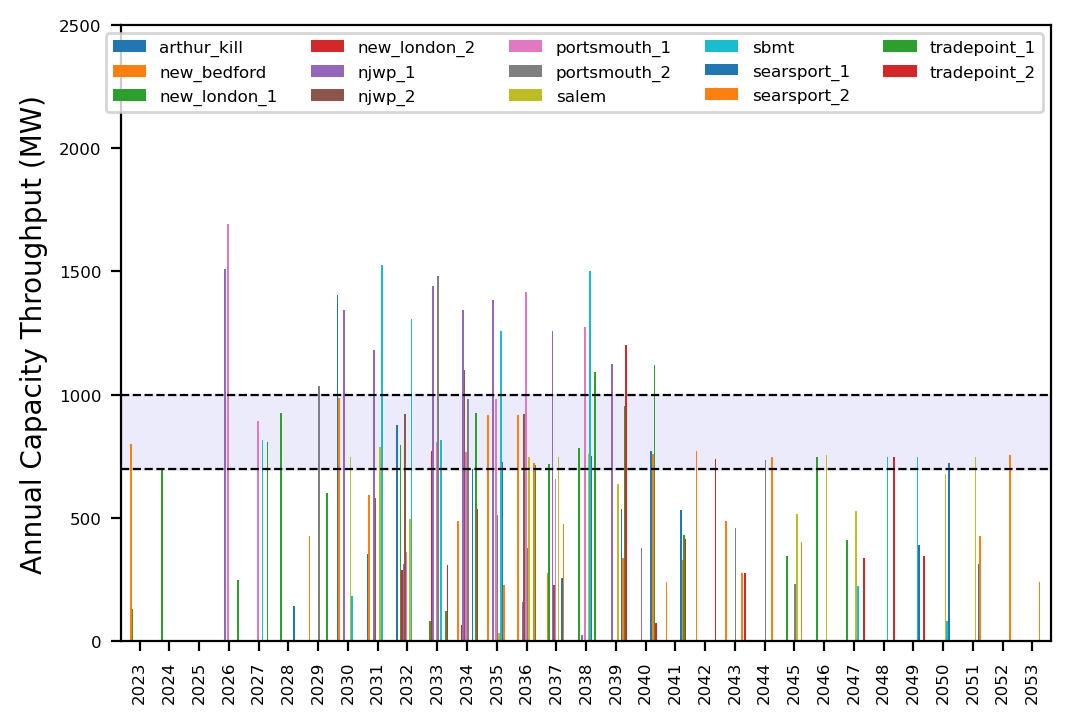 2500
2000
1500
1000
500
0
Annual Capacity Throughput (MW)
arthur_kill
new_bedford
new_london_1
new_london_2
njwp_1
njwp_2
portsmouth_1
portsmouth_2
salem
sbmt
searsport_1
searsport_2
tradepoint_1
tradepoint_2
2023
2024
2025
2026
2027
2028
2029
2030
2031
2032
2033
2034
2035
2036
2037
2038
2039
2040
2041
2042
2043
2044
2045
2046
2047
2048
2049
2050
2051
2052
2053